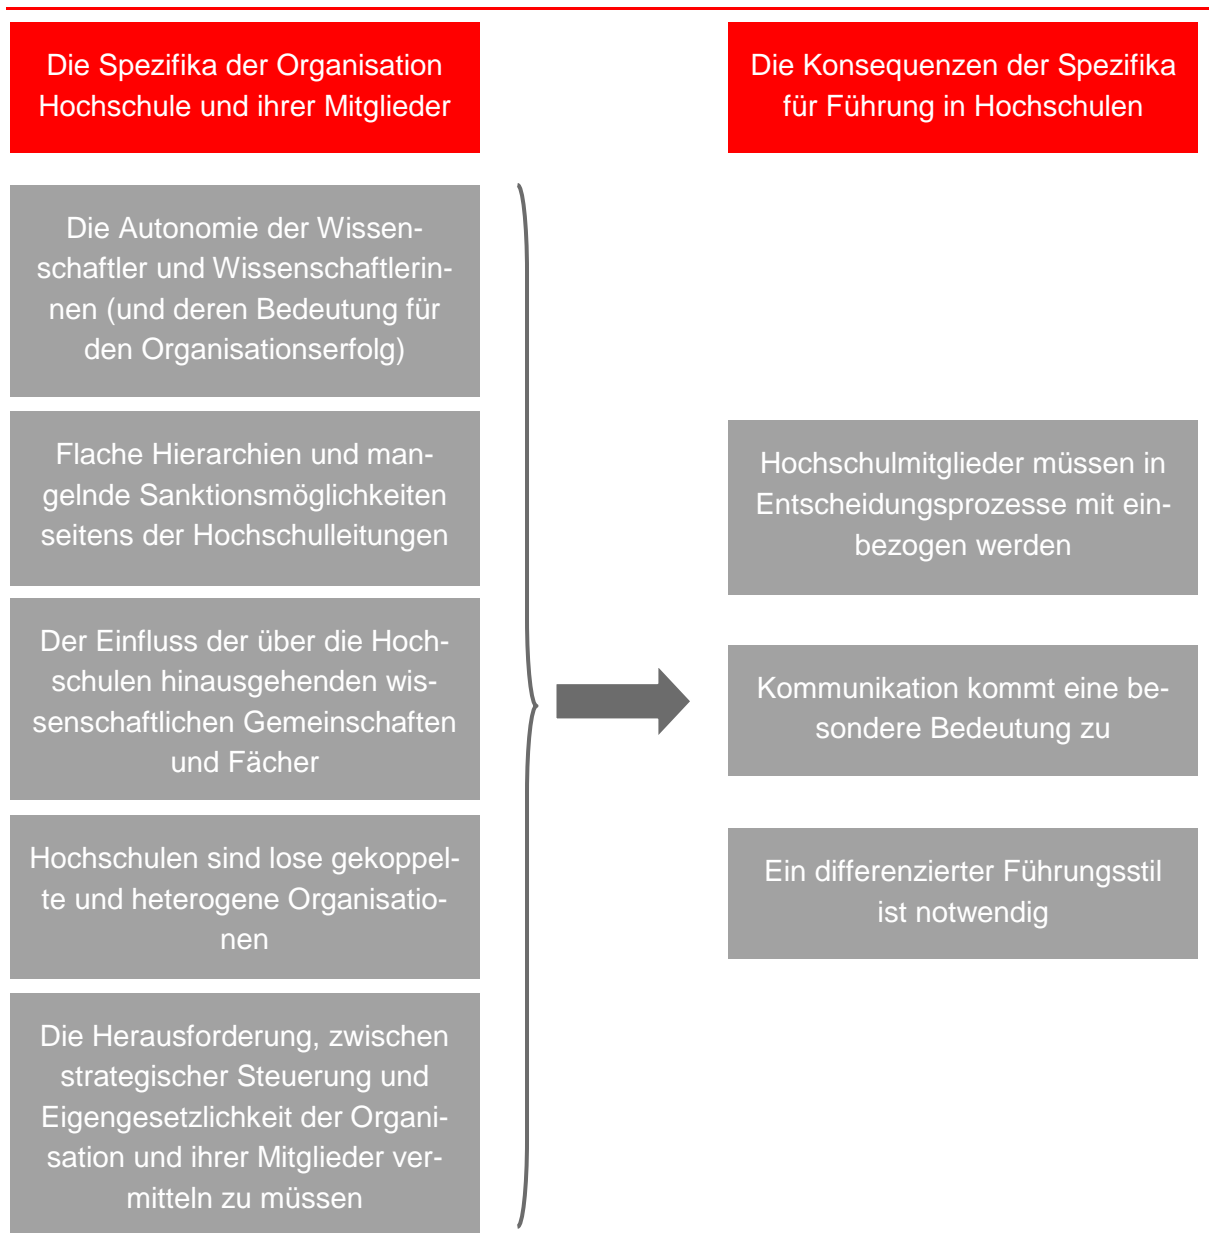 Die Spezifika der Organisation
Hochschule und ihrer Mitglieder
Die Konsequenzen der Spezifika
für Führung in Hochschulen
Die Autonomie der Wissen-
schaftler und Wissenschaftlerin-
nen (und deren Bedeutung für
den Organisationserfolg)
Flache Hierarchien und man-
gelnde Sanktionsmöglichkeiten
seitens der Hochschulleitungen
Der Einfluss der über die Hoch-
schulen hinausgehenden wis-
senschaftlichen Gemeinschaften
und Fächer
Hochschulen sind lose gekoppel-
te und heterogene Organisatio-
nen
Die Herausforderung, zwischen
strategischer Steuerung und
Eigengesetzlichkeit der Organi-
sation und ihrer Mitglieder ver-
mitteln zu müssen
Hochschulmitglieder müssen in
Entscheidungsprozesse mit ein-
bezogen werden
Kommunikation kommt eine be-
sondere Bedeutung zu
Ein differenzierter Führungsstil
ist notwendig